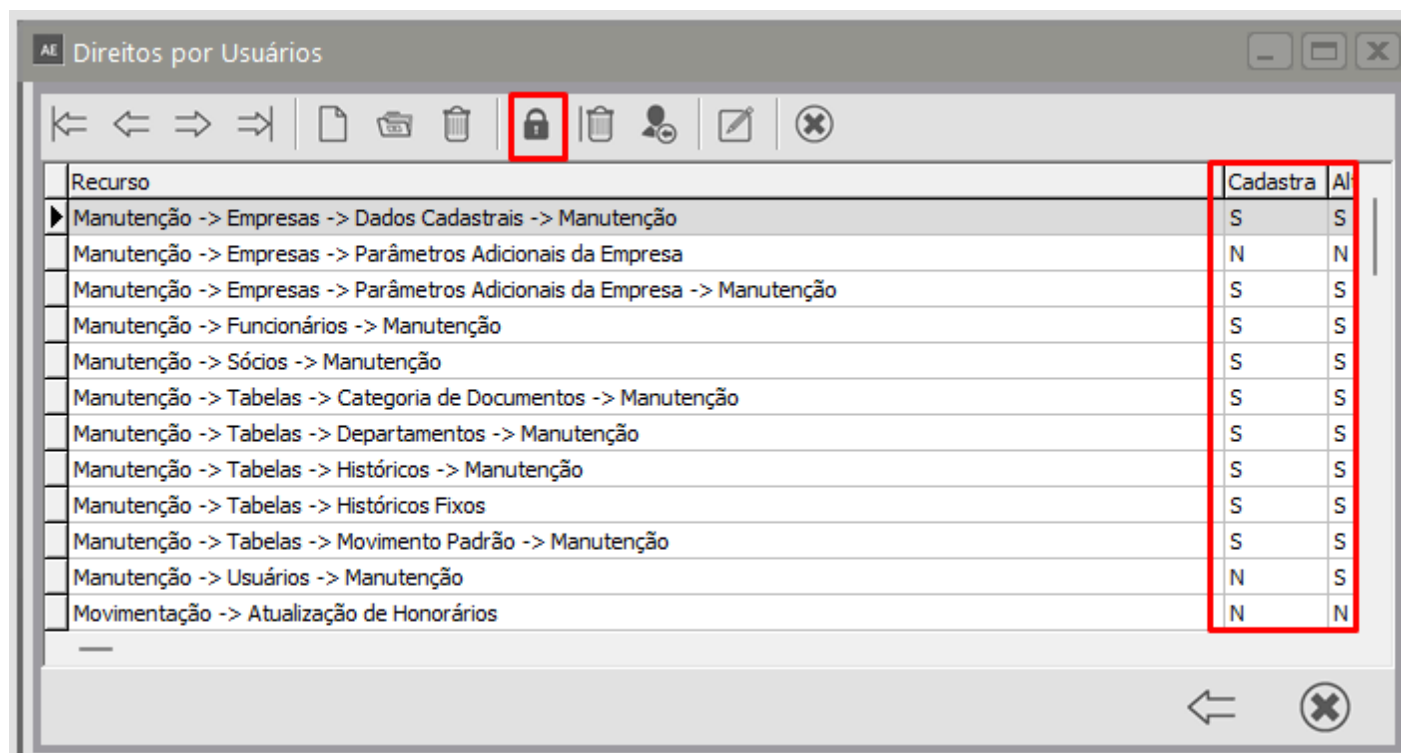 AE Direitos por Usuários
Recurso Cadastra Alt
Manutenção -> Empresas -> Dados Cadastrais -> Manutenção S S
Manutenção -> Empresas -> Parâmetros Adicionais da Empresa N N
Manutenção -> Empresas -> Parâmetros Adicionais da Empresa -> Manutenção S S
Manutenção -> Funcionários -> Manutenção S S
Manutenção -> Sócios -> Manutenção S S
Manutenção -> Tabelas -> Categoria de Documentos -> Manutenção S S
Manutenção -> Tabelas -> Departamentos -> Manutenção S S
Manutenção -> Tabelas -> Históricos -> Manutenção S S
Manutenção -> Tabelas -> Históricos Fixos S S
Manutenção -> Tabelas -> Movimento Padrão -> Manutenção S S
Manutenção -> Usuários -> Manutenção N S
Movimentação -> Atualização de Honorários N N